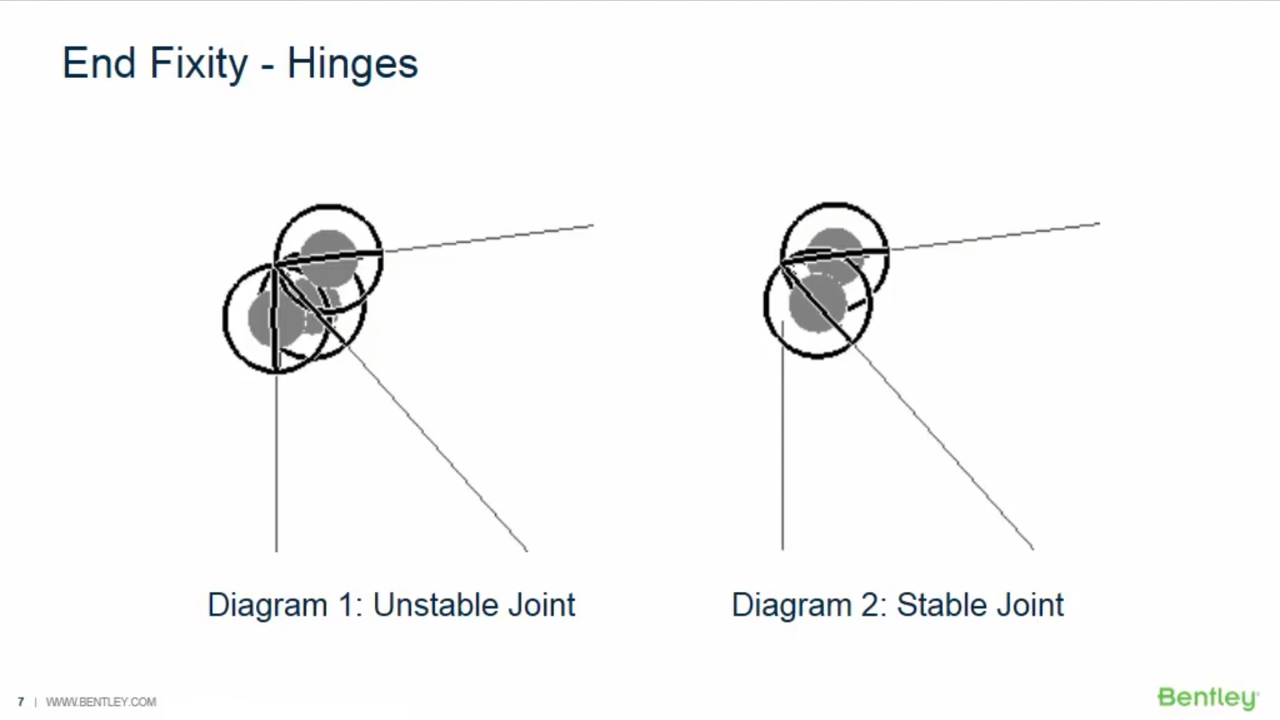 End Fixity - Hinges
Diagram 1: Unstable Joint
Diagram 2: Stable Joint
7 | WWW.BENTLEY.COM
Bentley